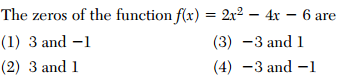 The zeros of the function f(x) = 2x² − 4x − 6 are
(1) 3 and −1 (3) −3 and 1
(2) 3 and 1 (4) −3 and −1